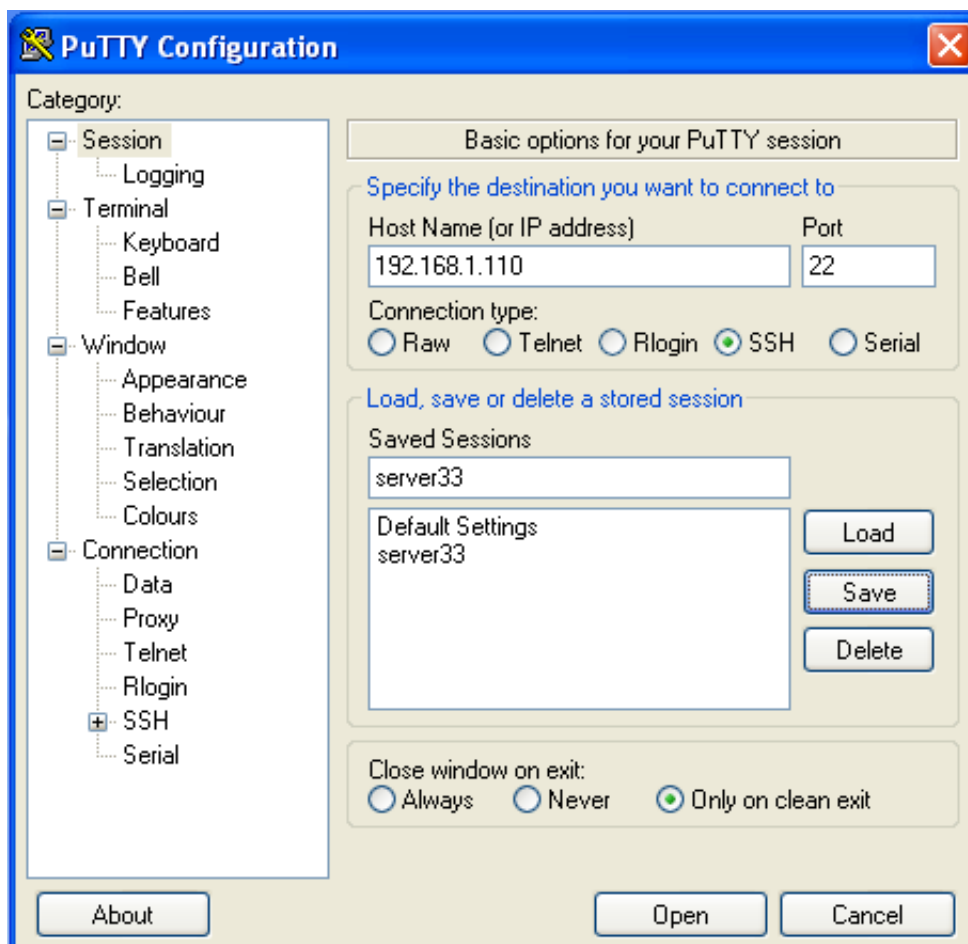 PuTTY Configuration
Category:
Session
Logging
Terminal
Keyboard
Bell
Features
Window
Appearance
Behaviour
Translation
Selection
Colours
Connection
Data
Proxy
Telnet
Rlogin
SSH
Serial
Basic options for your PuTTY session
Specify the destination you want to connect to
Host Name (or IP address) Port
192.168.1.110 22
Connection type:
Raw Telnet Rlogin SSH Serial
Load, save or delete a stored session
Saved Sessions
server33
Default Settings
server33
Load
Save
Delete
Close window on exit:
Always Never Only on clean exit
About Open Cancel